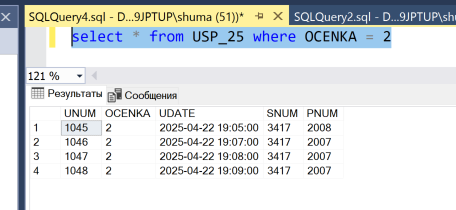 SQLQuery4.sql - D...9JPTUP\shuma (51))*
SQLQuery2.sql - D...9JPTUP\shu
select * from USP_25 where OCENKA = 2
121 %
Результаты Сообщения
UNUM OCENKA UDATE SNUM PNUM
1 1045 2 2025-04-22 19:05:00 3417 2008
2 1046 2 2025-04-22 19:07:00 3417 2007
3 1047 2 2025-04-22 19:08:00 3417 2007
4 1048 2 2025-04-22 19:09:00 3417 2007